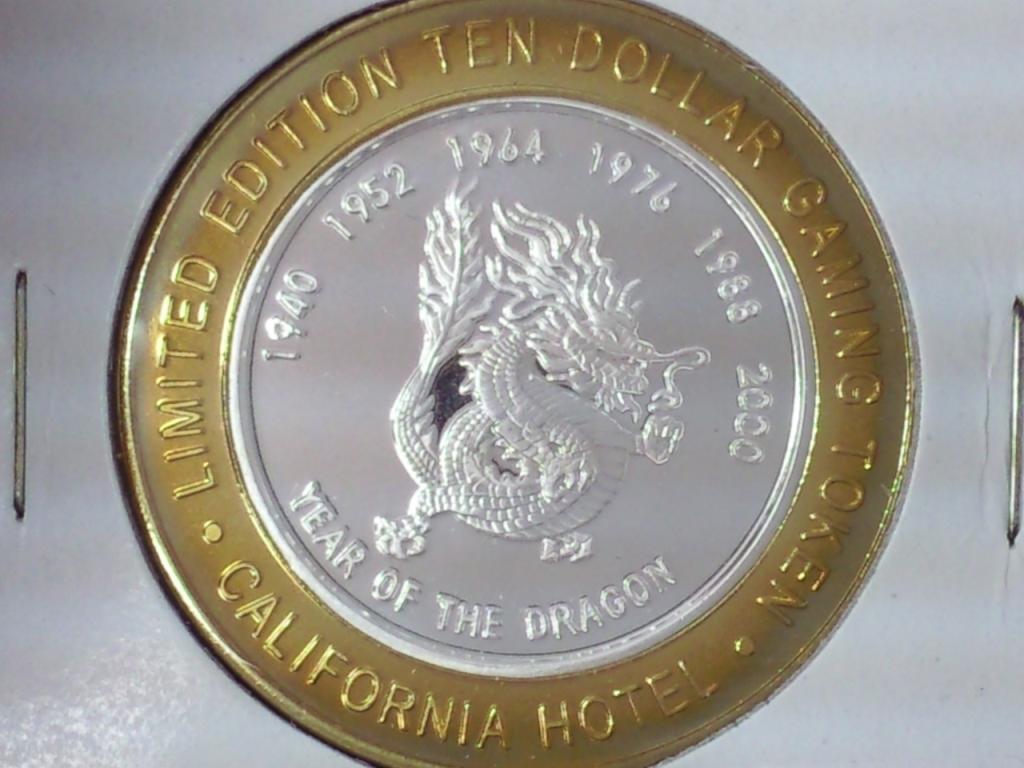 LIMITED EDITION TEN DOLLAR GAMING TOKEN
• CALIFORNIA HOTEL •
1940 1952 1964 1976 1988 2000
YEAR OF THE DRAGON